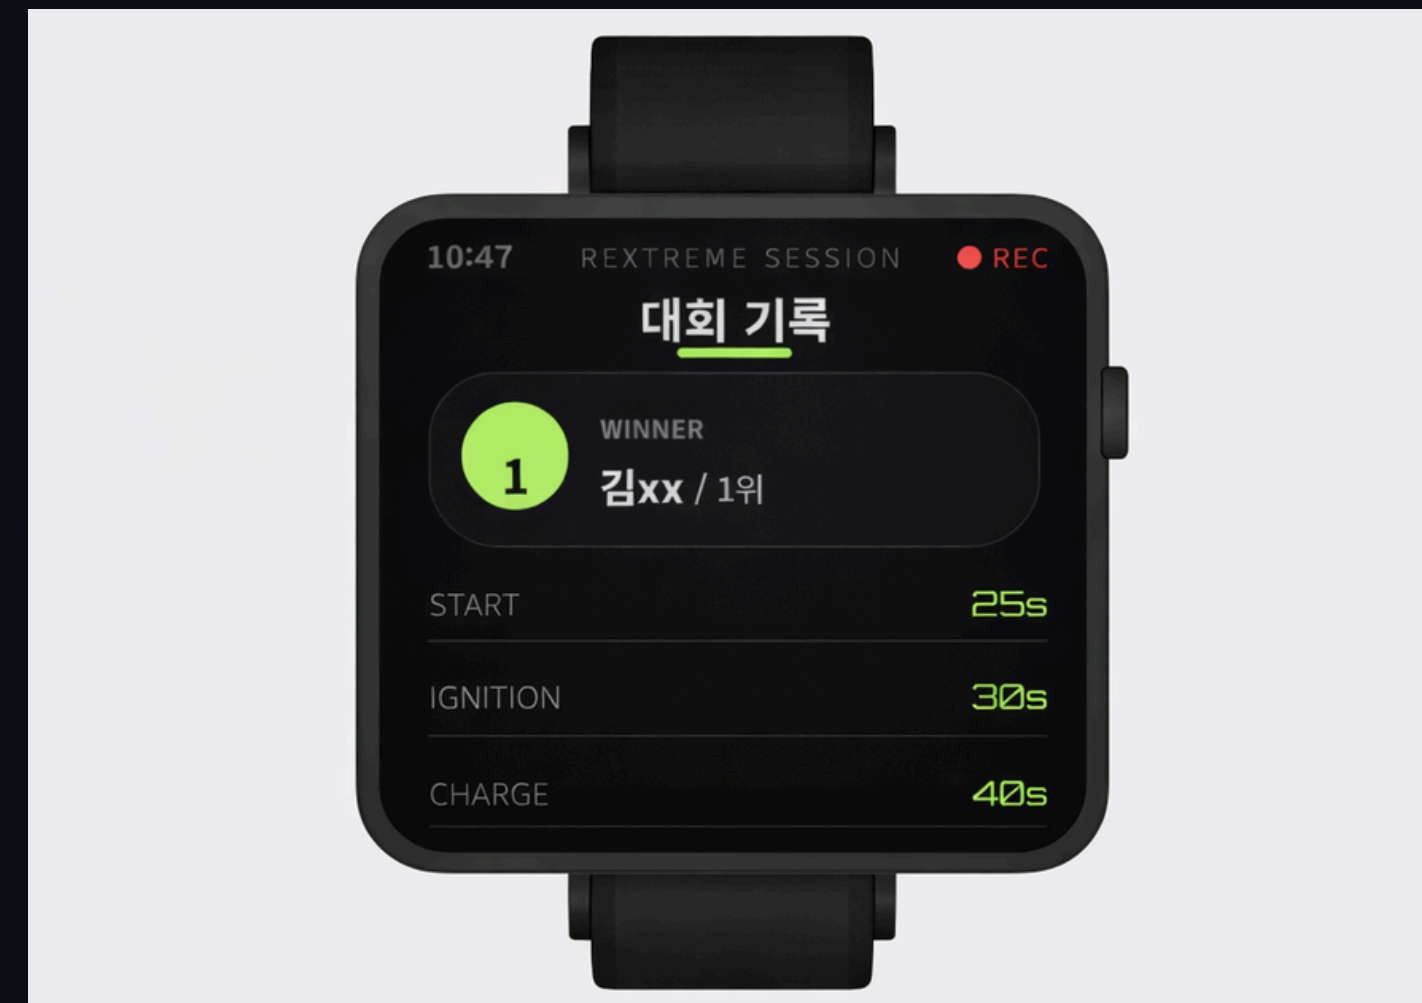 10:47 REXTREME SESSION REC
대회 기록
1
WINNER
김xx / 1위
START 25s
IGNITION 30s
CHARGE 40s